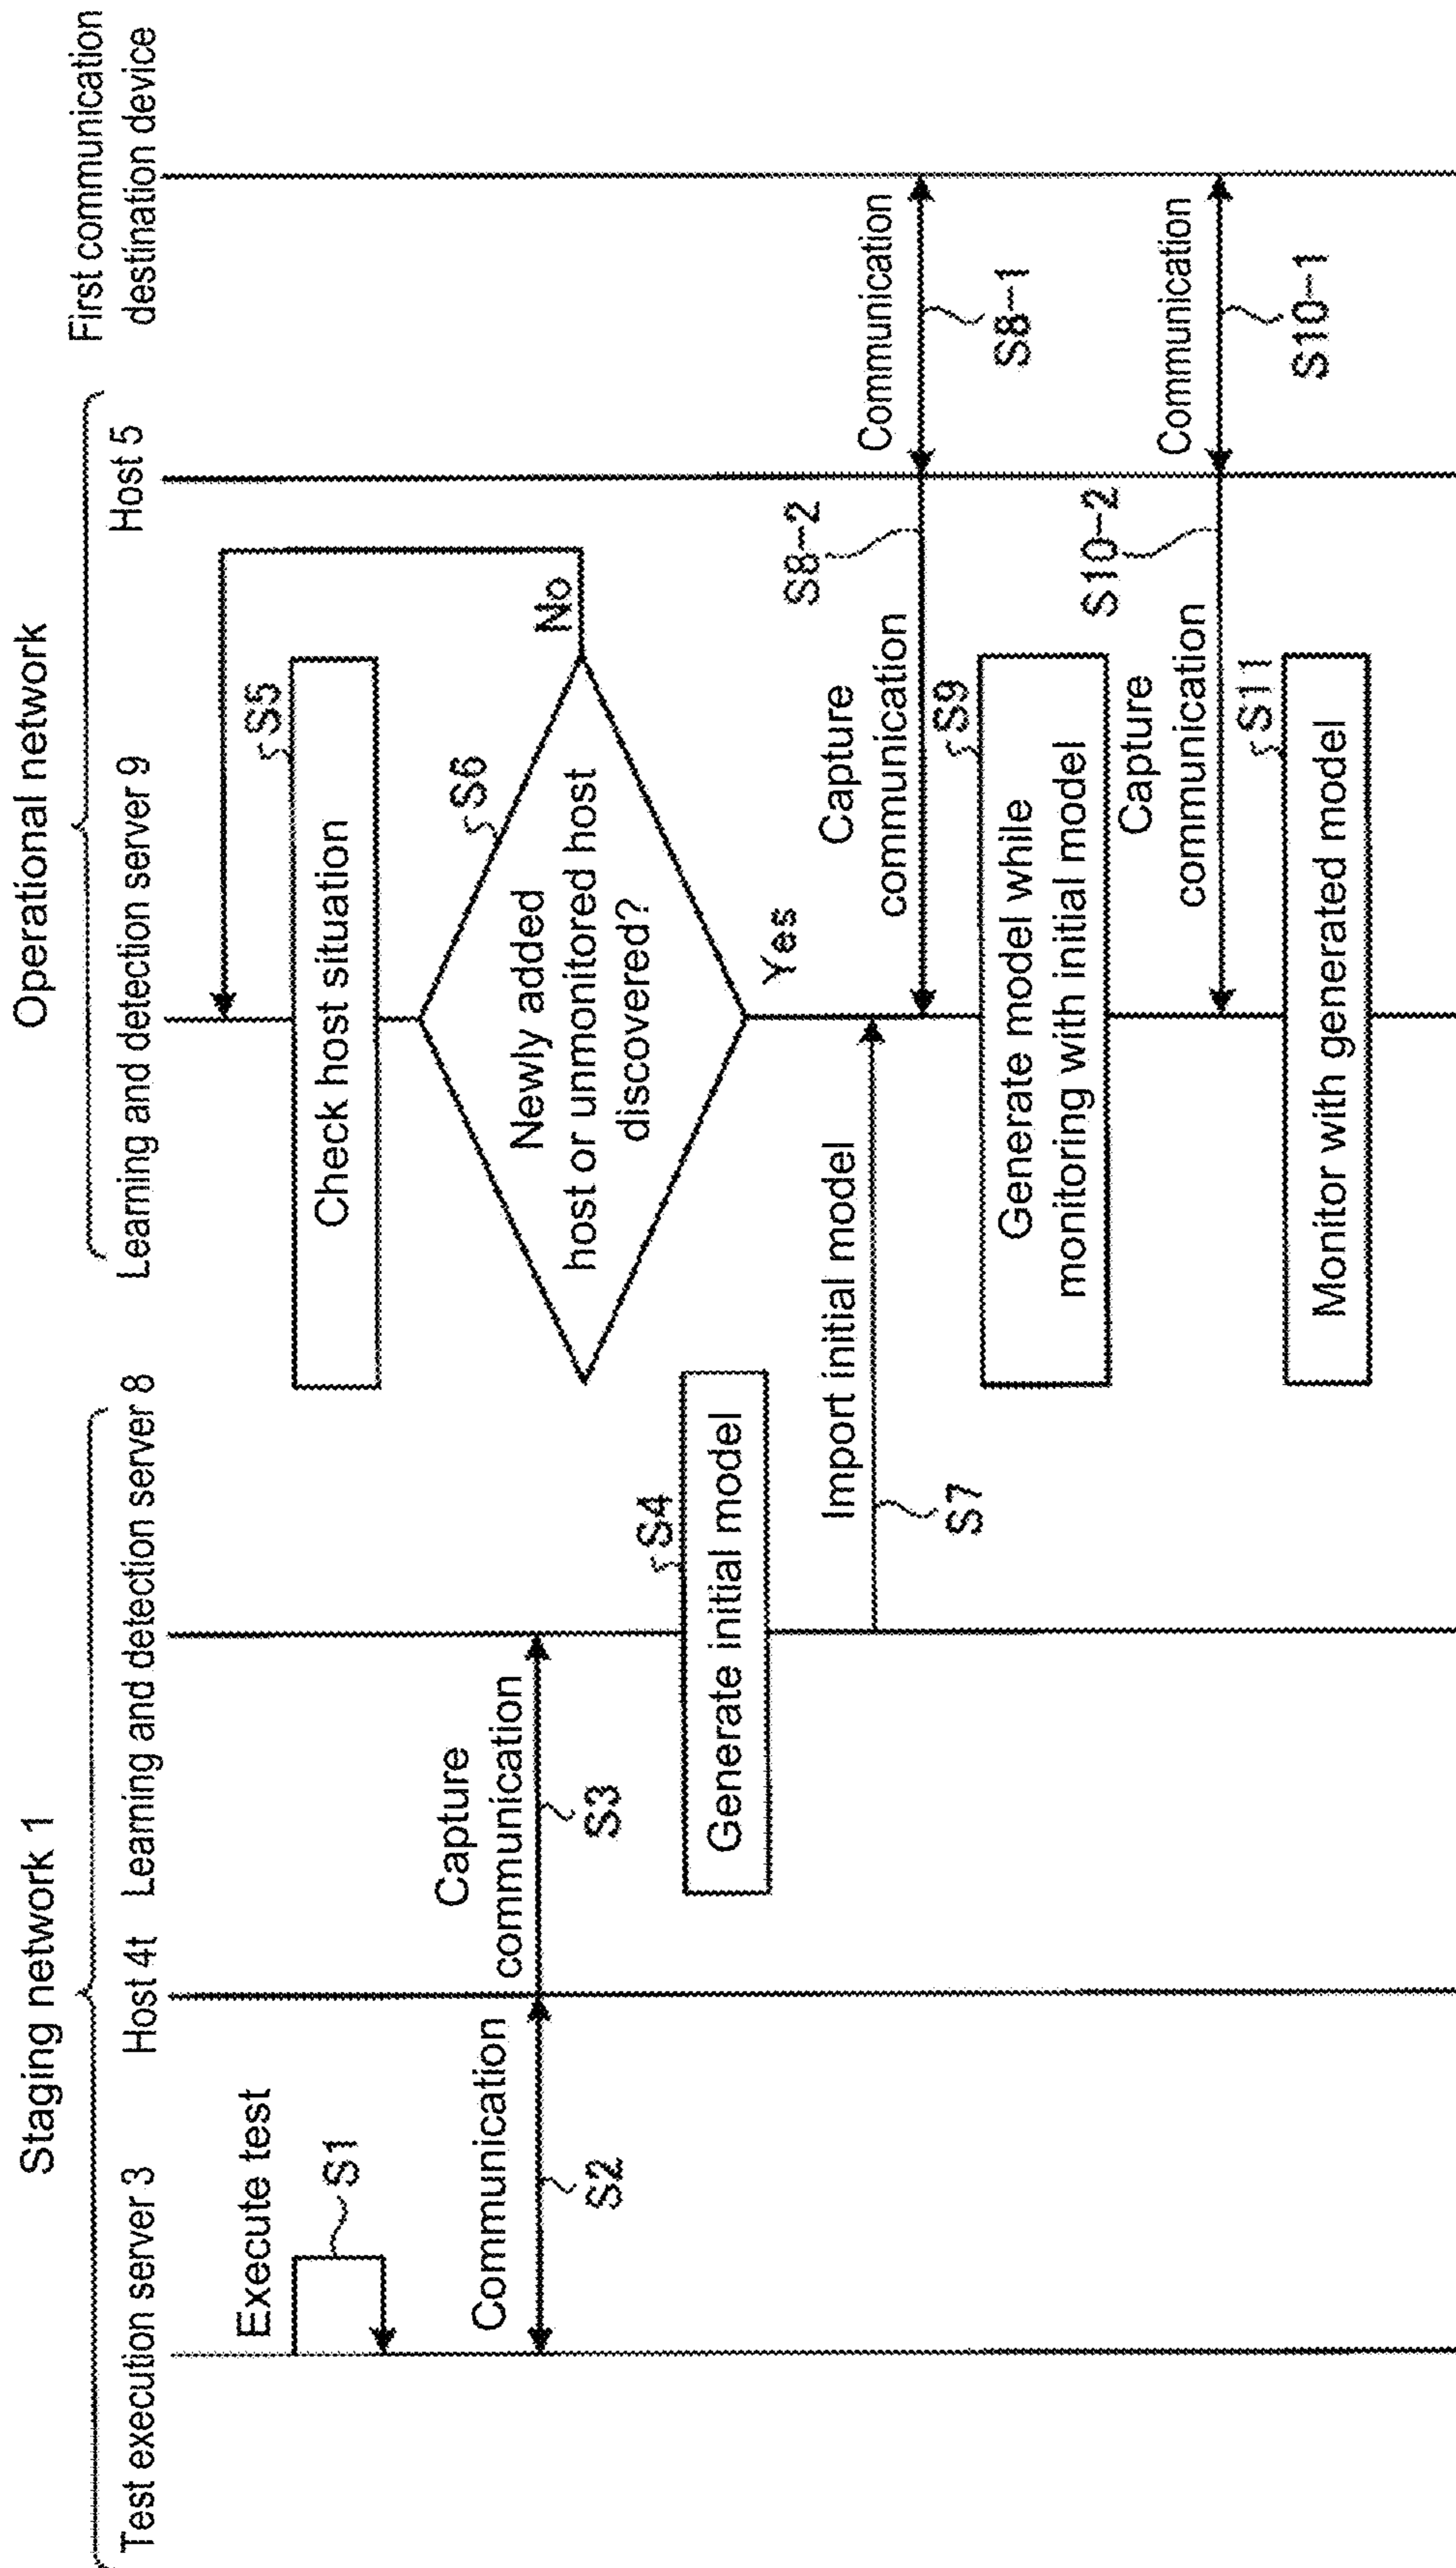 Staging network 1
Operational network
Test execution server 3
Host 4t
Learning and detection server 8
Learning and detection server 9
Host 5
First communication
destination device
Execute test
S1
Communication
S2
Capture
communication
S3
S4
Generate initial model
S5
Check host situation
S6
Newly added
host or unmonitored host
discovered?
No
Yes
Import initial model
S7
Communication
S8-1
S8-2
Capture
communication
S9
Generate model while
monitoring with initial model
Communication
S10-1
S10-2
Capture
communication
S11
Monitor with generated model